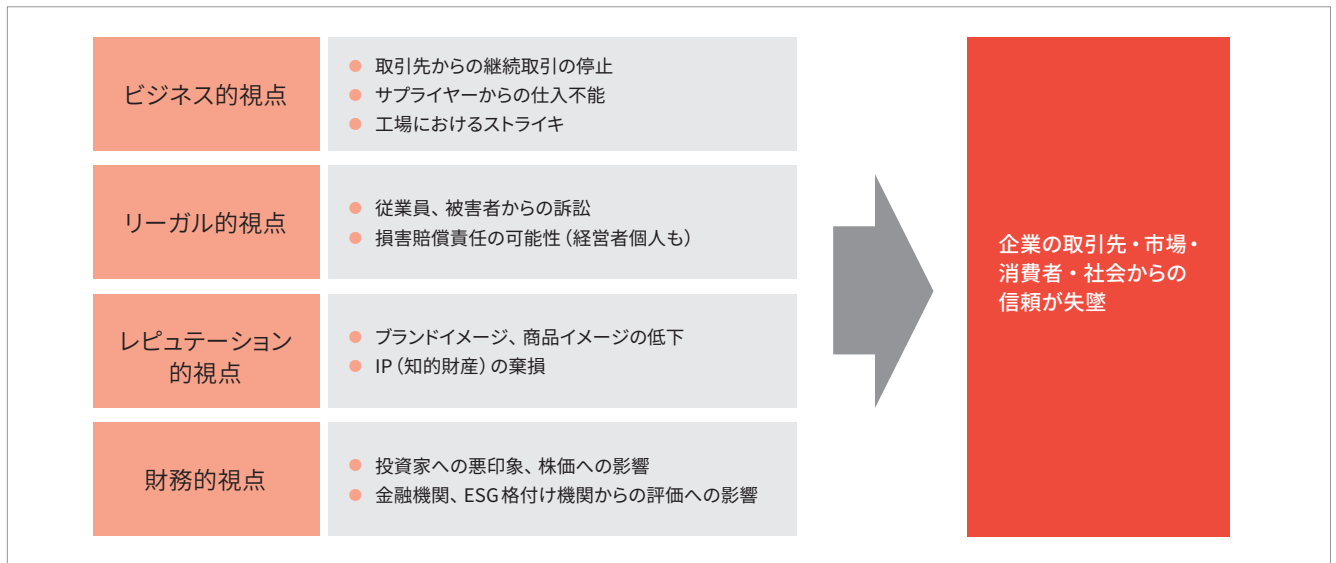 ビジネス的視点
● 取引先からの継続取引の停止
● サプライヤーからの仕入不能
● 工場におけるストライキ
リーガル的視点
● 従業員、被害者からの訴訟
● 損害賠償責任の可能性（経営者個人も）
レピュテーション
的視点
● ブランドイメージ、商品イメージの低下
● IP（知的財産）の棄損
財務的視点
● 投資家への悪印象、株価への影響
● 金融機関、ESG格付け機関からの評価への影響
企業の取引先・市場・
消費者・社会からの
信頼が失墜